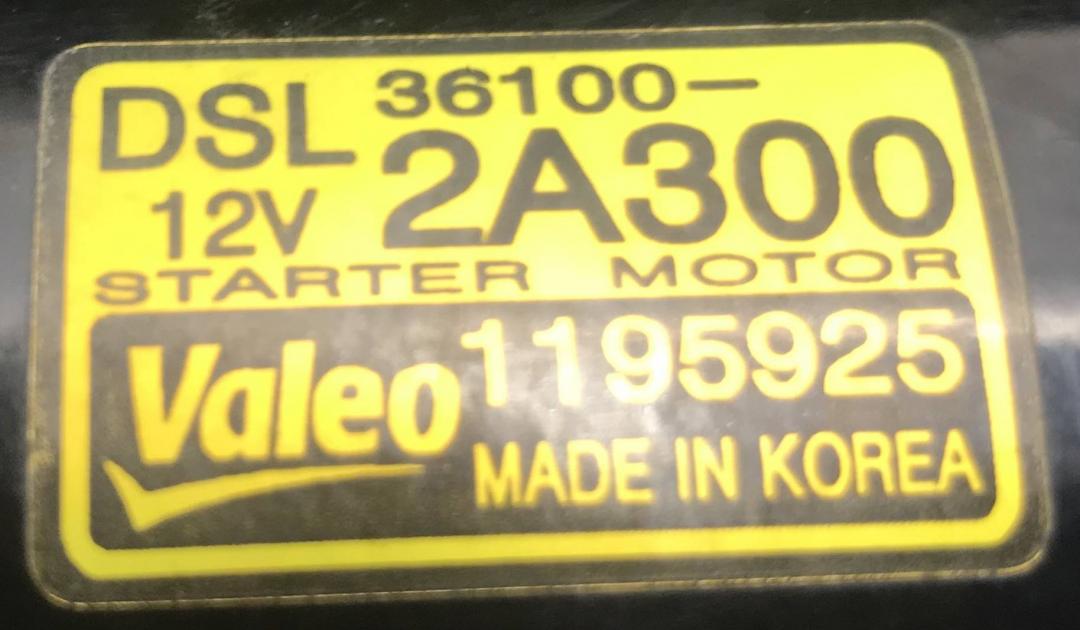 DSL 36100-
12V 2A300
STARTER MOTOR
Valeo 1195925
MADE IN KOREA